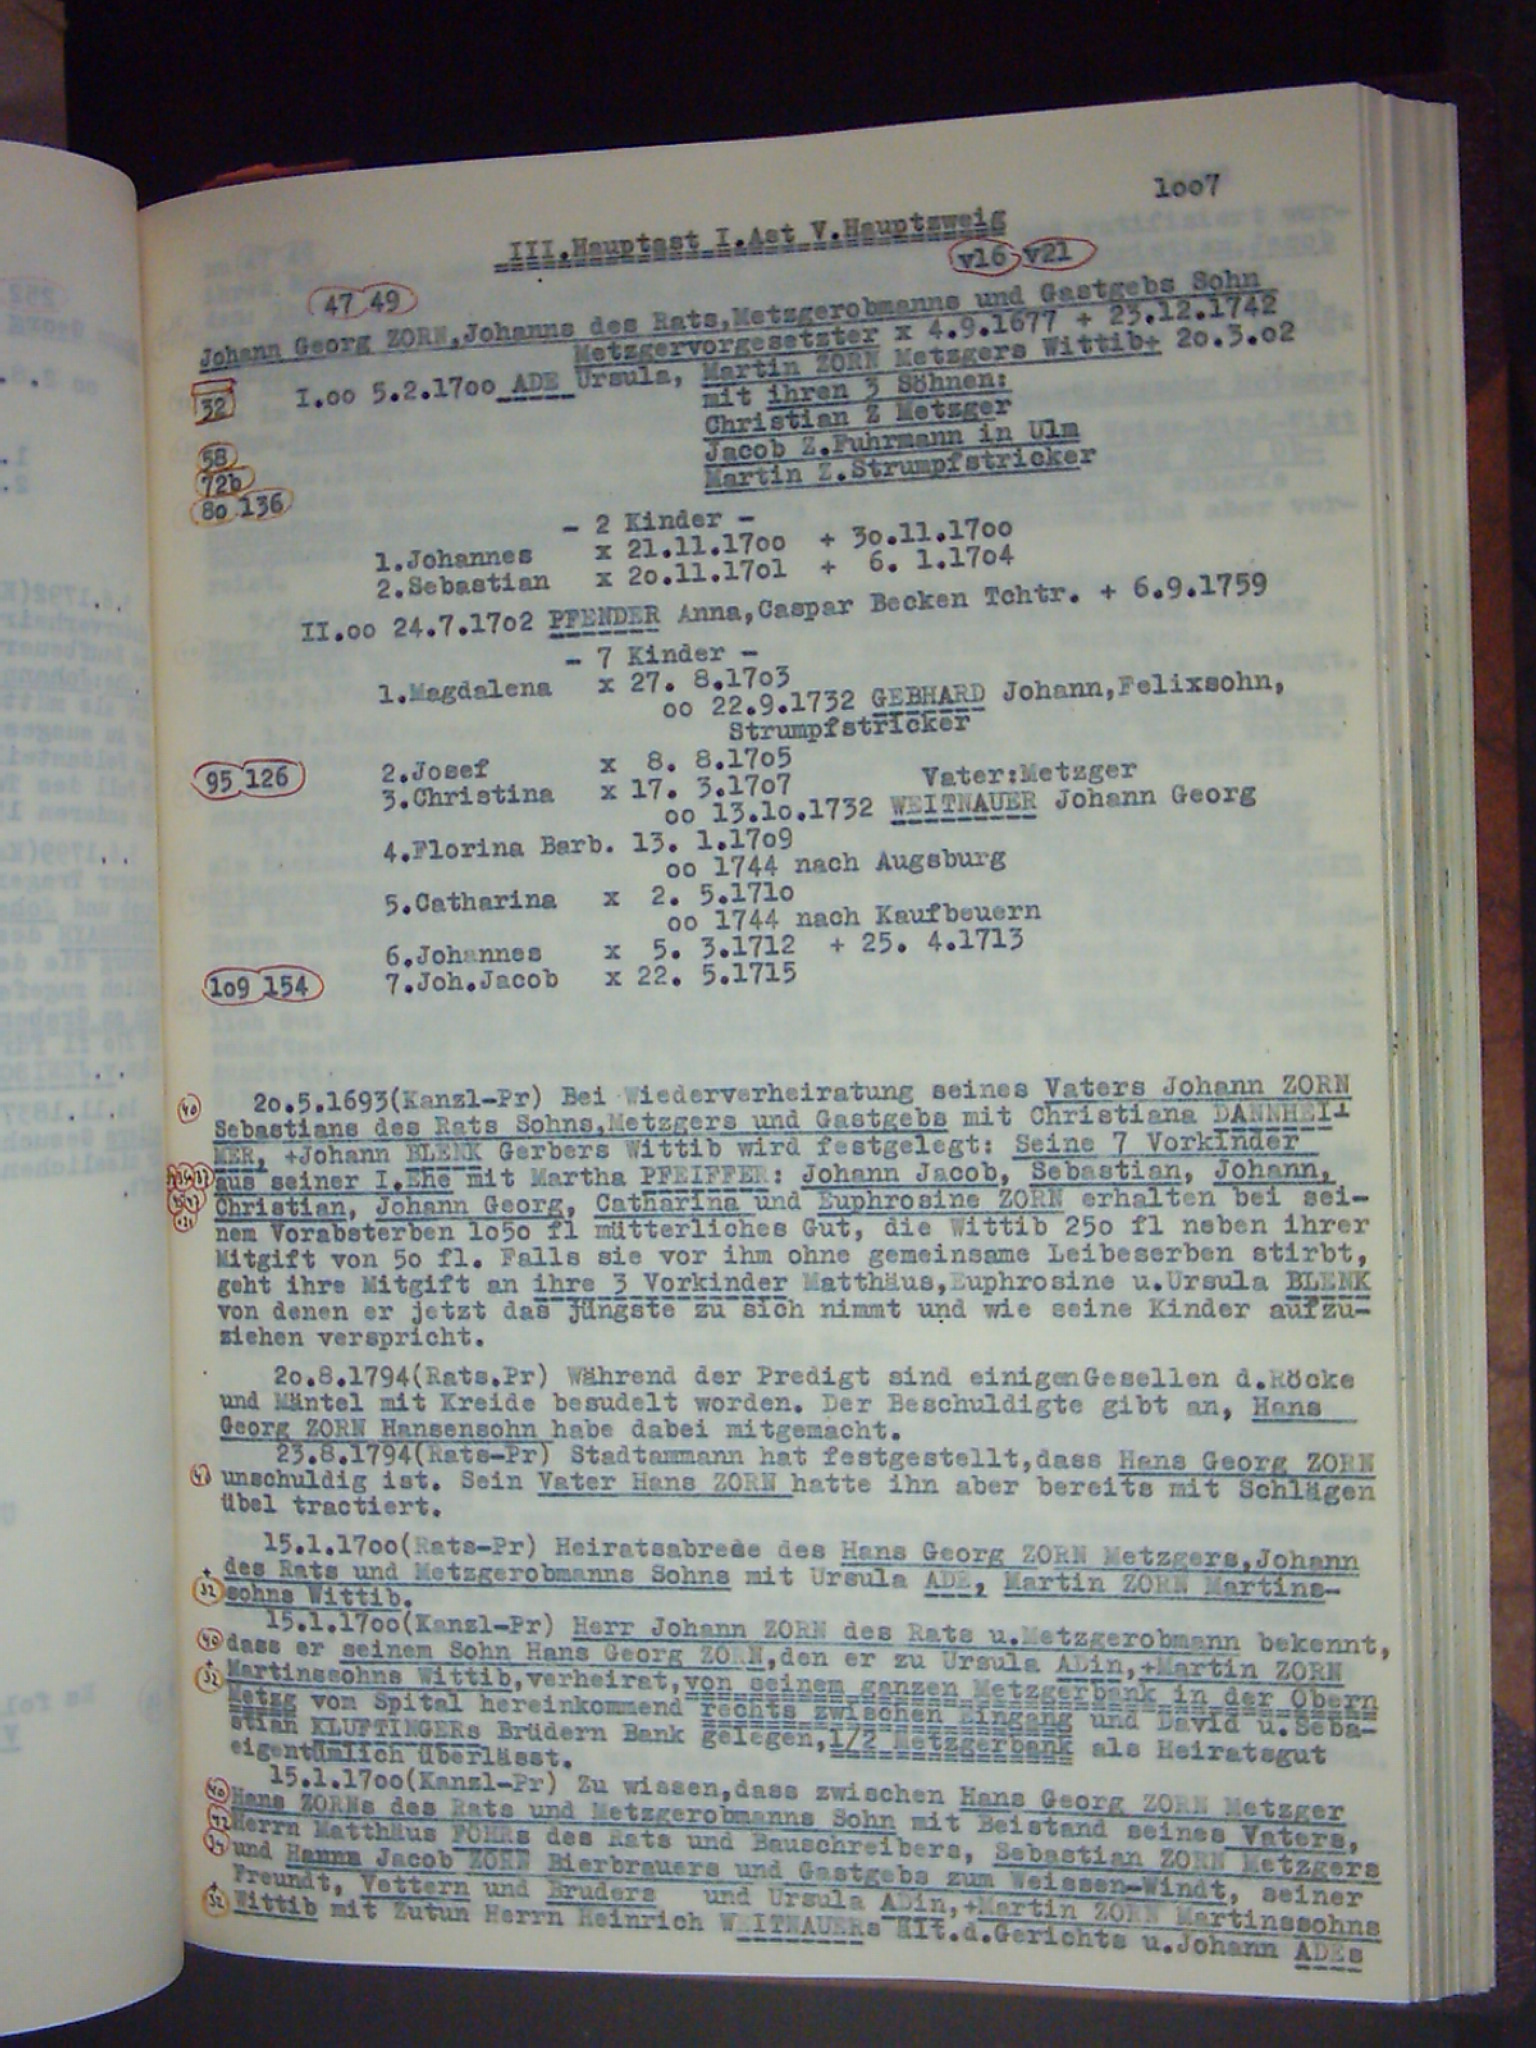 1007
III.Hauptast I.Ast V.Hauptzweig
v16 v21
47 49
Johann Georg ZORN,Johanns des Rats,Metzgerobmanns und Gastgebs Sohn
Metzgervorgesetzter x 4.9.1677 + 23.12.1742
32 I.oo 5.2.17oo ADE Ursula, Martin ZORN Metzgers Wittib+ 2o.3.o2
mit ihren 3 Söhnen:
Christian Z Metzger
58 Jacob Z.Fuhrmann in Ulm
72b Martin Z.Strumpfstricker
8o 136
- 2 Kinder -
1.Johannes x 21.11.17oo + 3o.11.17oo
2.Sebastian x 2o.11.17o1 + 6. 1.17o4
II.oo 24.7.17o2 PFENDER Anna,Caspar Becken Tchtr. + 6.9.1759
- 7 Kinder -
1.Magdalena x 27. 8.17o3
oo 22.9.1732 GEBHARD Johann,Felixsohn,
Strumpfstricker
95 126 2.Josef x 8. 8.17o5
3.Christina x 17. 3.17o7 Vater:Metzger
oo 13.1o.1732 WEITNAUER Johann Georg
4.Florina Barb. 13. 1.17o9
oo 1744 nach Augsburg
5.Catharina x 2. 5.171o
oo 1744 nach Kaufbeuern
6.Johannes x 5. 3.1712 + 25. 4.1713
1o9 154 7.Joh.Jacob x 22. 5.1715
40 2o.5.1693(Kanzl-Pr) Bei Wiederverheiratung seines Vaters Johann ZORN
Sebastians des Rats Sohns,Metzgers und Gastgebs mit Christiana DANNHEI-
MER, +Johann BLENK Gerbers Wittib wird festgelegt: Seine 7 Vorkinder
aus seiner I.Ehe mit Martha PFEIFFER: Johann Jacob, Sebastian, Johann,
Christian, Johann Georg, Catharina und Euphrosine ZORN erhalten bei sei-
nem Vorabsterben 1o5o fl mütterliches Gut, die Wittib 25o fl neben ihrer
Mitgift von 5o fl. Falls sie vor ihm ohne gemeinsame Leibeserben stirbt,
geht ihre Mitgift an ihre 3 Vorkinder Matthäus,Euphrosine u.Ursula BLENK
von denen er jetzt das jüngste zu sich nimmt und wie seine Kinder aufzu-
ziehen verspricht.
2o.8.1794(Rats.Pr) Während der Predigt sind einigen Gesellen d.Röcke
und Mäntel mit Kreide besudelt worden. Der Beschuldigte gibt an, Hans
Georg ZORN Hansensohn habe dabei mitgemacht.
23.8.1794(Rats-Pr) Stadtammann hat festgestellt,dass Hans Georg ZORN
unschuldig ist. Sein Vater Hans ZORN hatte ihn aber bereits mit Schlägen
übel tractiert.
15.1.17oo(Rats-Pr) Heiratsabrede des Hans Georg ZORN Metzgers,Johann
des Rats und Metzgerobmanns Sohns mit Ursula ADE, Martin ZORN Martins-
32 sohns Wittib.
15.1.17oo(Kanzl-Pr) Herr Johann ZORN des Rats u.Metzgerobmann bekennt,
40 dass er seinem Sohn Hans Georg ZORN,den er zu Ursula ADin,+Martin ZORN
32 Martinssohns Wittib,verheirat,von seinem ganzen Metzgerbank in der Obern
Metzg vom Spital hereinkommend rechts zwischen Eingang und David u.Seba-
stian KLUFTINGERs Brüdern Bank gelegen,1/2 Metzgerbank als Heiratsgut
eigentümlich überlässt.
15.1.17oo(Kanzl-Pr) Zu wissen,dass zwischen Hans Georg ZORN Metzger
40 Hans ZORNs des Rats und Metzgerobmanns Sohn mit Beistand seines Vaters,
Herrn Matthäus FOHRs des Rats und Bauschreibers, Sebastian ZORN Metzgers
und Hanns Jacob ZORN Bierbrauers und Gastgebs zum Weissen-Windt, seiner
Freundt, Vettern und Bruders und Ursula ADin,+Martin ZORN Martinssohns
32 Wittib mit Zutun Herrn Heinrich WEITNAUERs Alt.d.Gerichts u.Johann ADEs